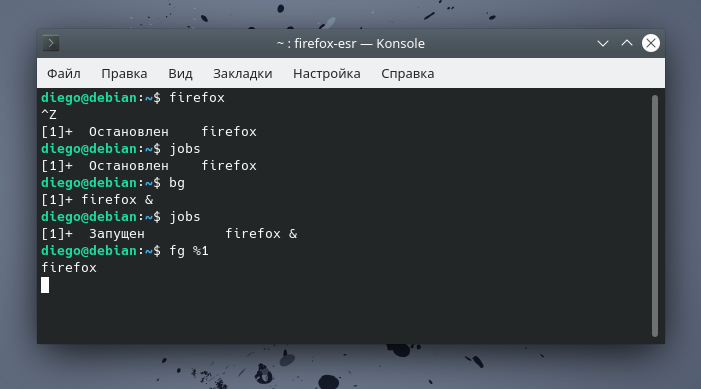 ~ : firefox-esr — Konsole
Файл Правка Вид Закладки Настройка Справка
diego@debian:~$ firefox
^Z
[1]+  Остановлен    firefox
diego@debian:~$ jobs
[1]+  Остановлен    firefox
diego@debian:~$ bg
[1]+ firefox &
diego@debian:~$ jobs
[1]+  Запущен          firefox &
diego@debian:~$ fg %1
firefox